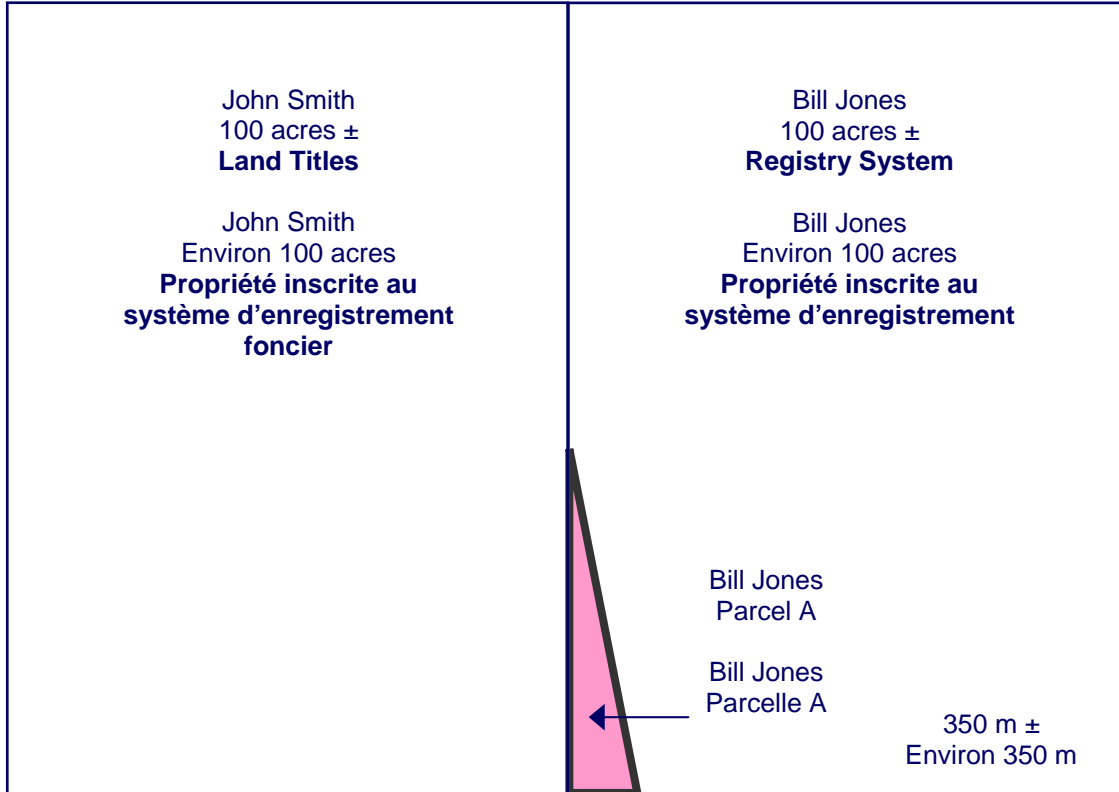 John Smith
100 acres ±
Land Titles
John Smith
Environ 100 acres
Propriété inscrite au
système d'enregistrement
foncier
Bill Jones
100 acres ±
Registry System
Bill Jones
Environ 100 acres
Propriété inscrite au
système d'enregistrement
Bill Jones
Parcel A
Bill Jones
Parcelle A
350 m ±
Environ 350 m